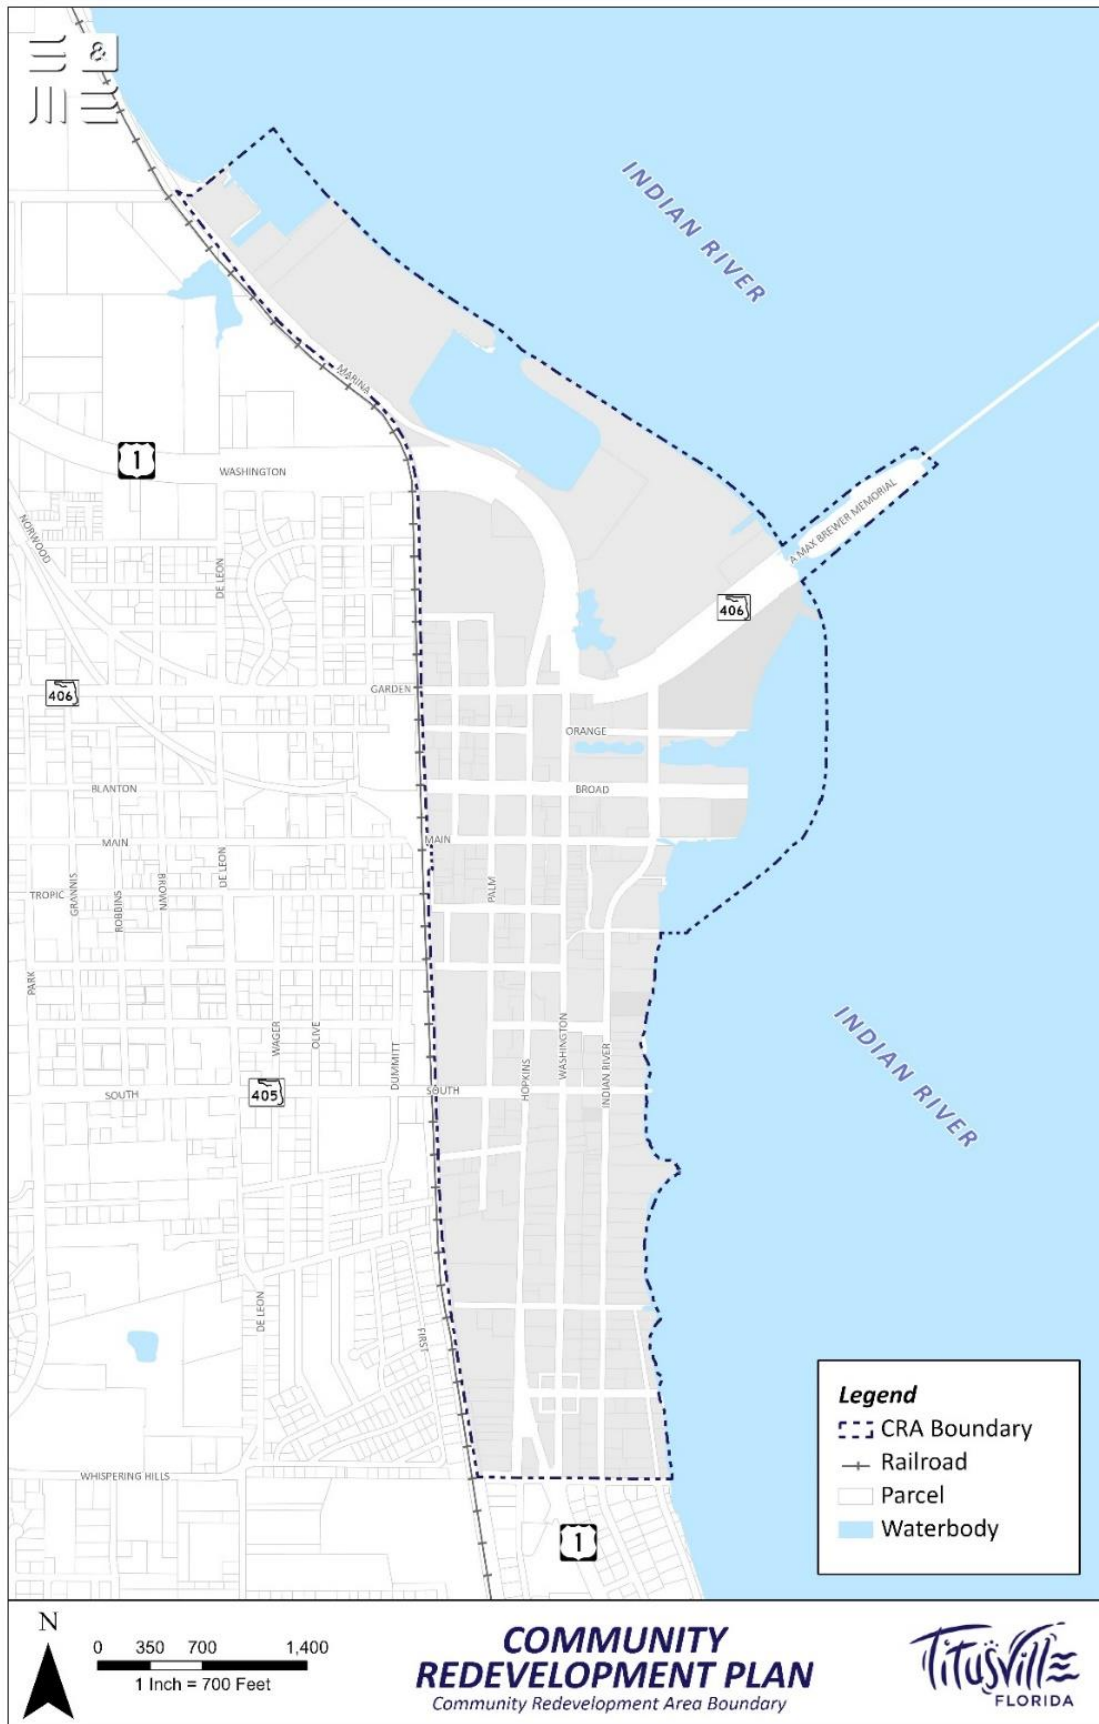 &
INDIAN RIVER
MARINA
1
WASHINGTON
A MAX BREWER MEMORIAL
NORWOOD
DE LEON
406
406
GARDEN
ORANGE
BLANTON
BROAD
MAIN
MAIN
TROPIC
GRANNIS
ROBBINS
BROWN
DE LEON
PALM
PARK
INDIAN RIVER
WAGER
OLIVE
DUMMITT
HOPKINS
WASHINGTON
INDIAN RIVER
SOUTH
405
SOUTH
DE LEON
FIRST
WHISPERING HILLS
1
Legend
CRA Boundary
Railroad
Parcel
Waterbody
N
0 350 700 1,400
1 Inch = 700 Feet
COMMUNITY
REDEVELOPMENT PLAN
Community Redevelopment Area Boundary
Titusville
FLORIDA